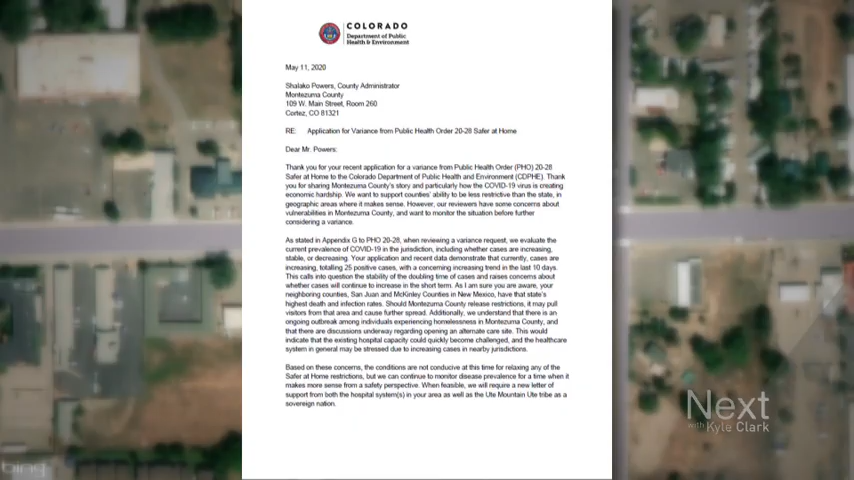 COLORADO
Department of Public
Health & Environment
May 11, 2020
Shalako Powers, County Administrator
Montezuma County
109 W. Main Street, Room 260
Cortez, CO 81321
RE: Application for Variance from Public Health Order 20-28 Safer at Home
Dear Mr. Powers:
Thank you for your recent application for a variance from Public Health Order (PHO) 20-28
Safer at Home to the Colorado Department of Public Health and Environment (CDPHE). Thank
you for sharing Montezuma County's story and particularly how the COVID-19 virus is creating
economic hardship. We want to support counties' ability to be less restrictive than the state, in
geographic areas where it makes sense. However, our reviewers have some concerns about
vulnerabilities in Montezuma County, and want to monitor the situation before further
considering a variance.
As stated in Appendix G to PHO 20-28, when reviewing a variance request, we evaluate the
current prevalence of COVID-19 in the jurisdiction, including whether cases are increasing,
stable, or decreasing. Your application and recent data demonstrate that currently, cases are
increasing, totalling 25 positive cases, with a concerning increasing trend in the last 10 days.
This calls into question the stability of the doubling time of cases and raises concerns about
whether cases will continue to increase in the short term. As I am sure you are aware, your
neighboring counties, San Juan and McKinley Counties in New Mexico, have that state's
highest death and infection rates. Should Montezuma County release restrictions, it may pull
visitors from that area and cause further spread. Additionally, we understand that there is an
ongoing outbreak among individuals experiencing homelessness in Montezuma County, and
that there are discussions underway regarding opening an alternate care site. This would
indicate that the existing hospital capacity could quickly become challenged, and the healthcare
system in general may be stressed due to increasing cases in nearby jurisdictions.
Based on these concerns, the conditions are not conducive at this time for relaxing any of the
Safer at Home restrictions, but we can continue to monitor disease prevalence for a time when it
makes more sense from a safety perspective. When feasible, we will require a new letter of
support from both the hospital system(s) in your area as well as the Ute Mountain Ute tribe as a
sovereign nation.
Next
with Kyle Clark
bing